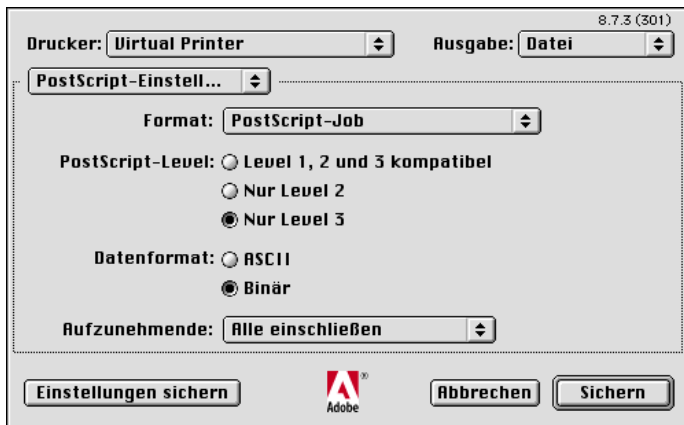 8.7.3 (301)
Drucker: Virtual Printer Ausgabe: Datei
PostScript-Einstell...
Format: PostScript-Job
PostScript-Level: Level 1, 2 und 3 kompatibel
Nur Level 2
Nur Level 3
Datenformat: ASCII
Binär
Aufzunehmende: Alle einschließen
Einstellungen sichern Adobe® Abbrechen Sichern